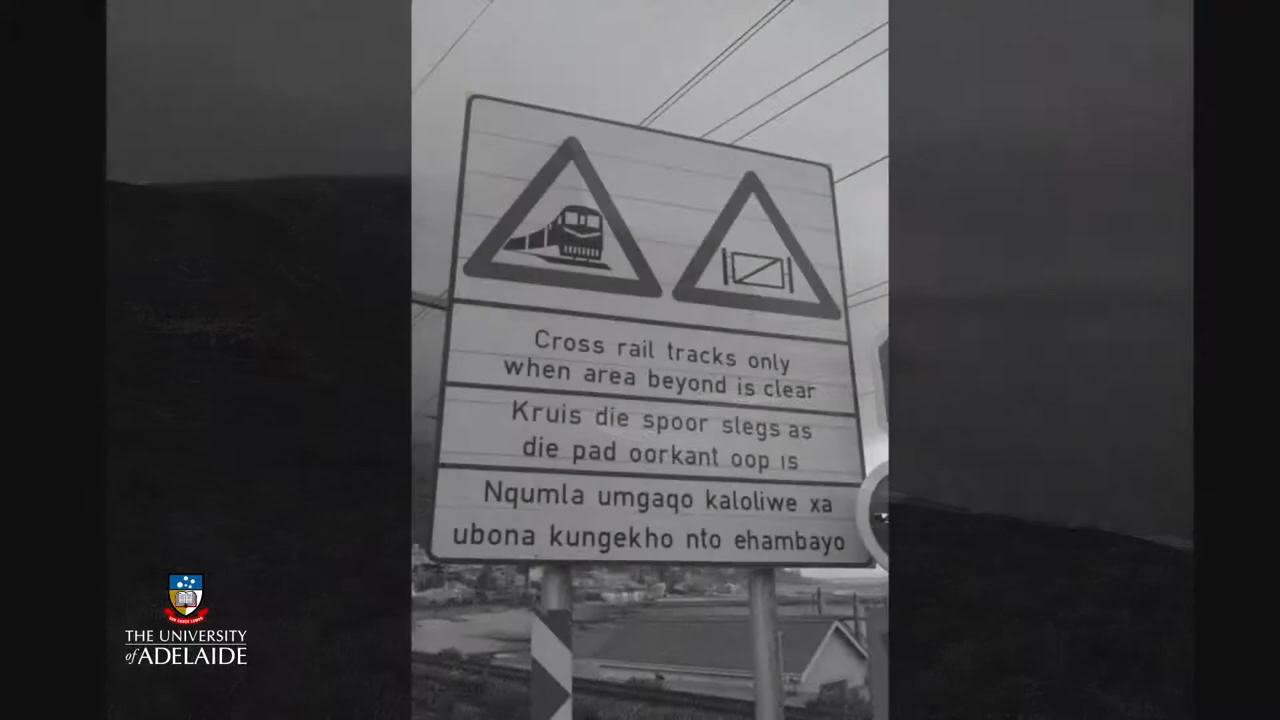 Cross rail tracks only
when area beyond is clear
Kruis die spoor slegs as
die pad oorkant oop is
Nqumla umgaqo kaloliwe xa
ubona kungekho nto ehambayo
THE UNIVERSITY
of ADELAIDE